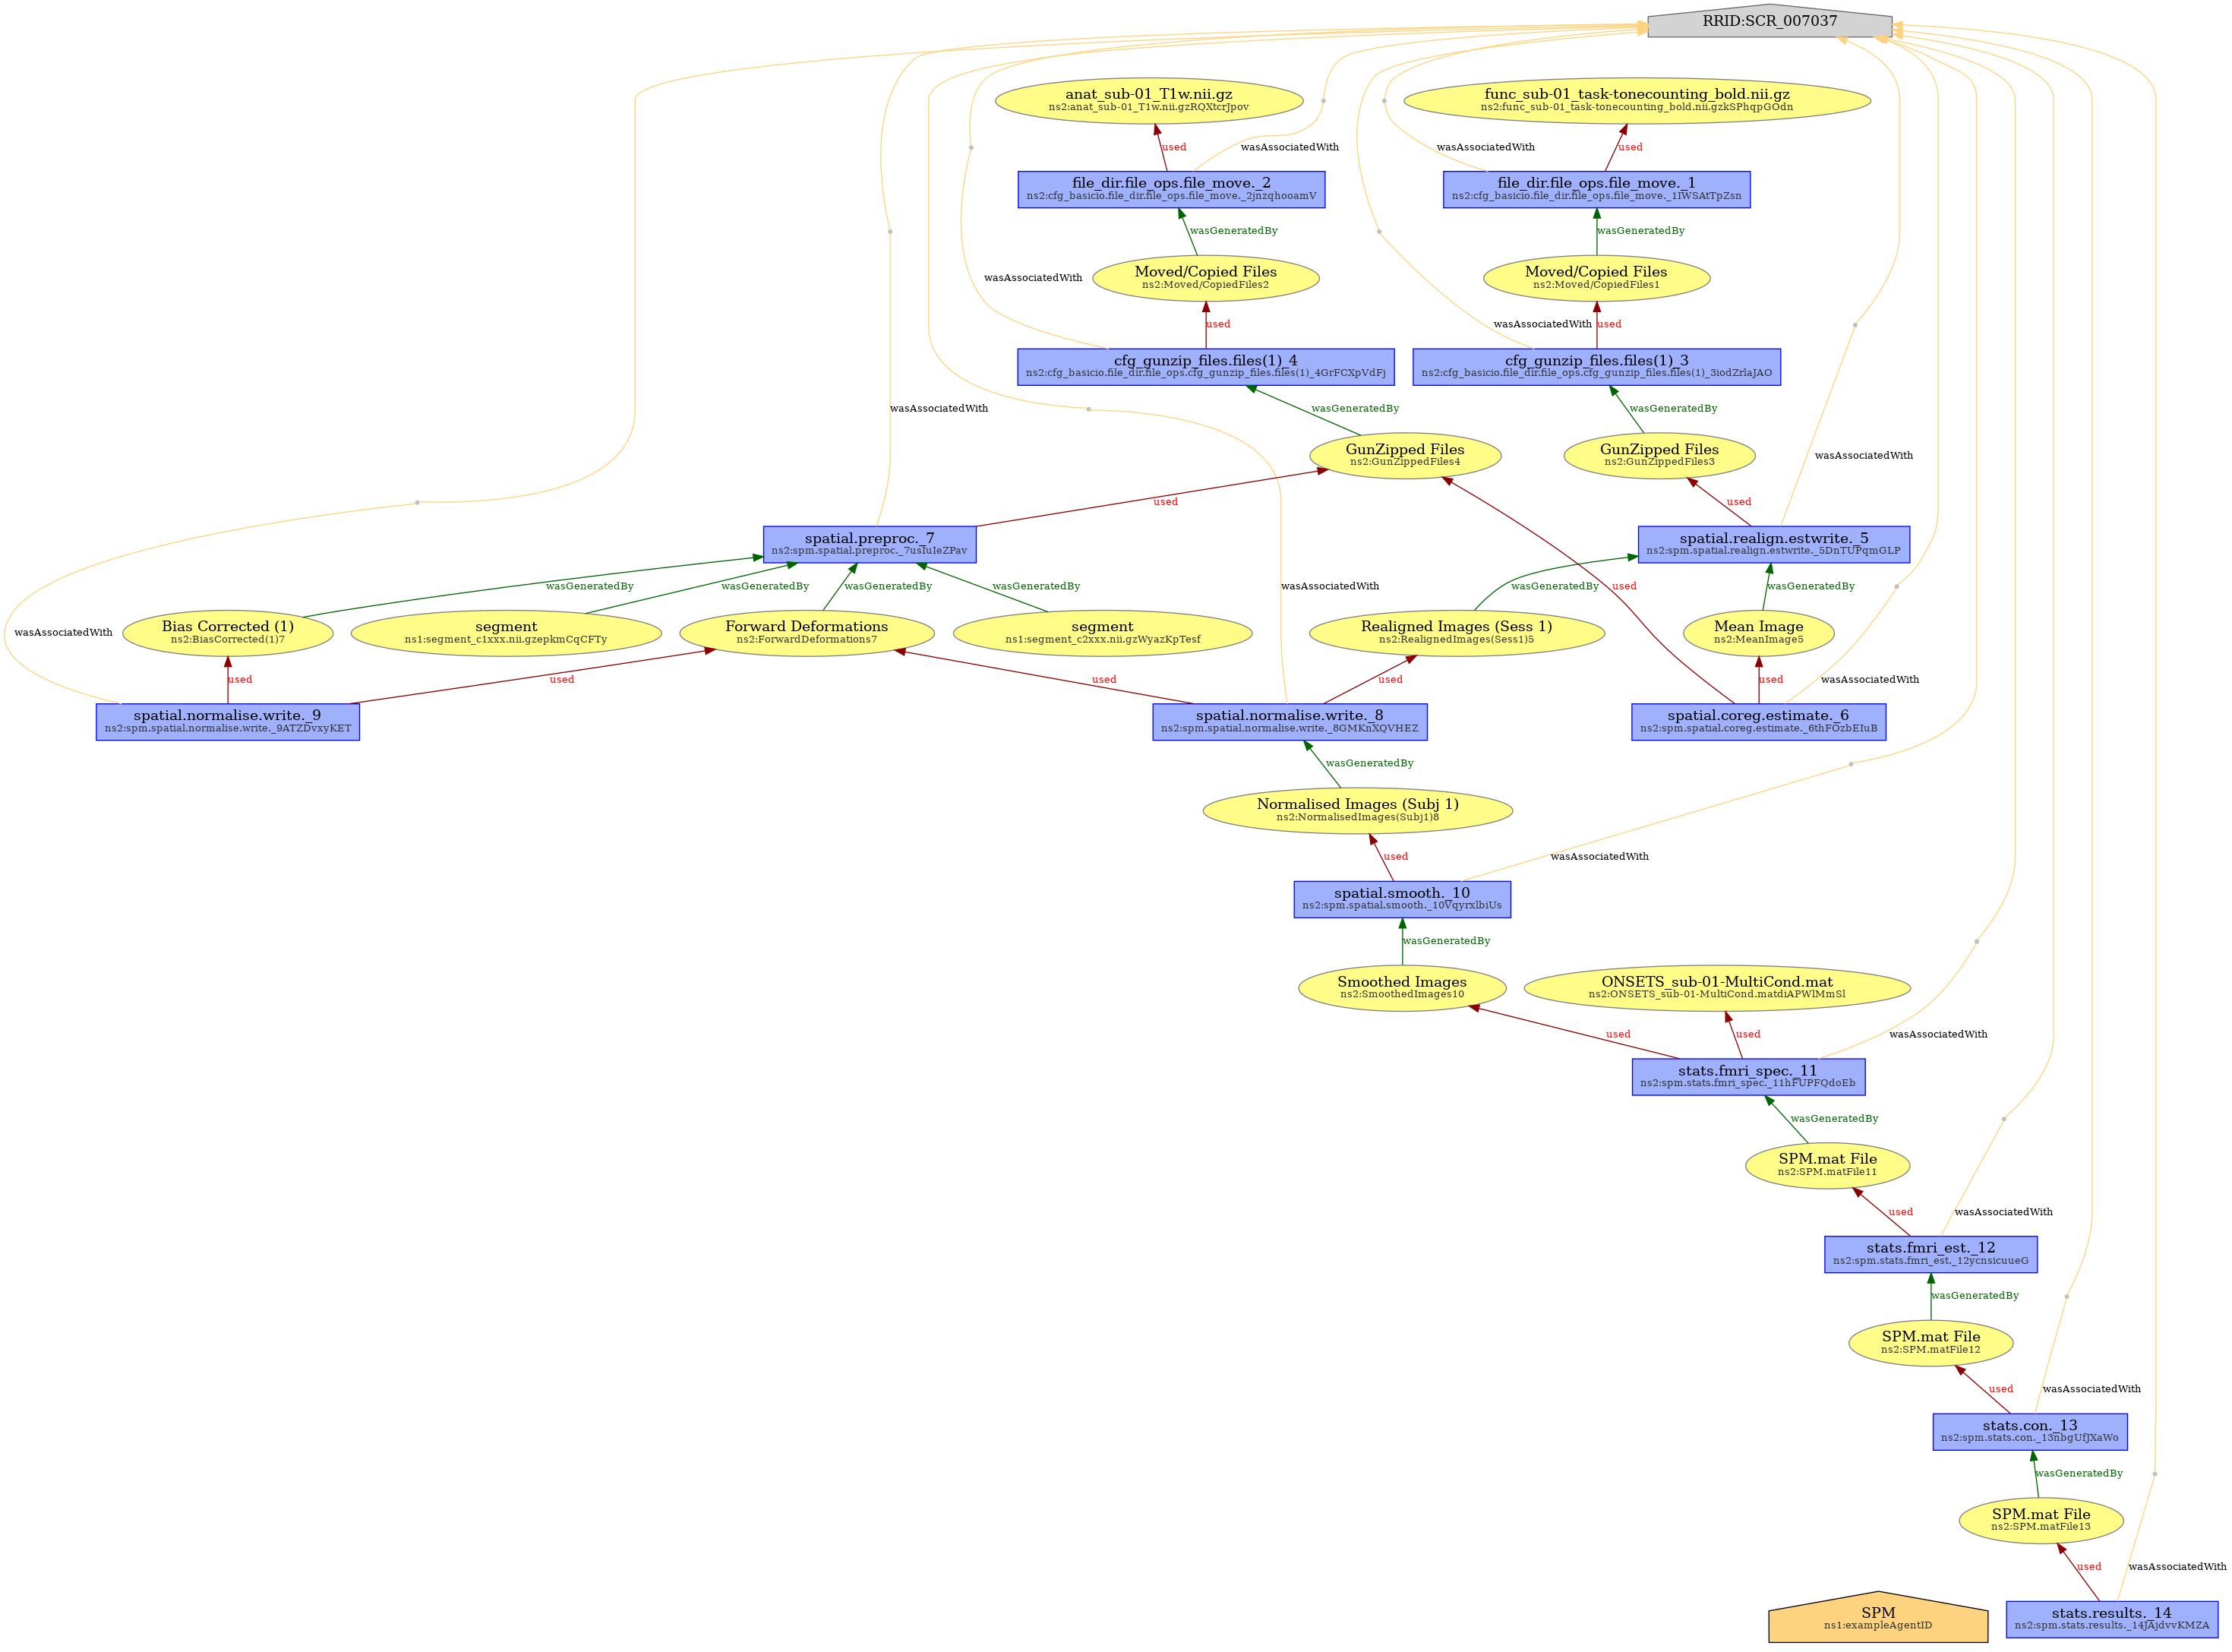 RRID:SCR_007037
anat_sub-01_T1w.nii.gz
ns2:anat_sub-01_T1w.nii.gzRQXtcrJpov
func_sub-01_task-tonecounting_bold.nii.gz
ns2:func_sub-01_task-tonecounting_bold.nii.gzkSPhqpGOdn
used
wasAssociatedWith
wasAssociatedWith
used
file_dir.file_ops.file_move._2
ns2:cfg_basicio.file_dir.file_ops.file_move._2jnzqhooamV
file_dir.file_ops.file_move._1
ns2:cfg_basicio.file_dir.file_ops.file_move._1IWSAtTpZsn
wasGeneratedBy
wasGeneratedBy
wasAssociatedWith
Moved/Copied Files
ns2:Moved/CopiedFiles2
Moved/Copied Files
ns2:Moved/CopiedFiles1
used
wasAssociatedWith
used
cfg_gunzip_files.files(1)_4
ns2:cfg_basicio.file_dir.file_ops.cfg_gunzip_files.files(1)_4GrFCXpVdFj
cfg_gunzip_files.files(1)_3
ns2:cfg_basicio.file_dir.file_ops.cfg_gunzip_files.files(1)_3iodZrlaJAO
wasAssociatedWith
wasGeneratedBy
wasGeneratedBy
GunZipped Files
ns2:GunZippedFiles4
GunZipped Files
ns2:GunZippedFiles3
wasAssociatedWith
used
used
spatial.preproc._7
ns2:spm.spatial.preproc._7usIuIeZPav
spatial.realign.estwrite._5
ns2:spm.spatial.realign.estwrite._5DnTUPqmGLP
wasGeneratedBy
wasGeneratedBy
wasGeneratedBy
wasGeneratedBy
wasAssociatedWith
wasGeneratedBy
used
wasGeneratedBy
wasAssociatedWith
Bias Corrected (1)
ns2:BiasCorrected(1)7
segment
ns1:segment_c1xxx.nii.gzepkmCqCFTy
Forward Deformations
ns2:ForwardDeformations7
segment
ns1:segment_c2xxx.nii.gzWyazKpTesf
Realigned Images (Sess 1)
ns2:RealignedImages(Sess1)5
Mean Image
ns2:MeanImage5
used
used
used
used
used
wasAssociatedWith
spatial.normalise.write._9
ns2:spm.spatial.normalise.write._9ATZDvxyKET
spatial.normalise.write._8
ns2:spm.spatial.normalise.write._8GMKnXQVHEZ
spatial.coreg.estimate._6
ns2:spm.spatial.coreg.estimate._6thFOzbEIuB
wasGeneratedBy
Normalised Images (Subj 1)
ns2:NormalisedImages(Subj1)8
used
wasAssociatedWith
spatial.smooth._10
ns2:spm.spatial.smooth._10VqyrxlbiUs
wasGeneratedBy
Smoothed Images
ns2:SmoothedImages10
ONSETS_sub-01-MultiCond.mat
ns2:ONSETS_sub-01-MultiCond.matdiAPWlMmSl
used
used
wasAssociatedWith
stats.fmri_spec._11
ns2:spm.stats.fmri_spec._11hFUPFQdoEb
wasGeneratedBy
SPM.mat File
ns2:SPM.matFile11
used
wasAssociatedWith
stats.fmri_est._12
ns2:spm.stats.fmri_est._12ycnsicuueG
wasGeneratedBy
SPM.mat File
ns2:SPM.matFile12
used
wasAssociatedWith
stats.con._13
ns2:spm.stats.con._13nbgUfJXaWo
wasGeneratedBy
SPM.mat File
ns2:SPM.matFile13
used
wasAssociatedWith
SPM
ns1:exampleAgentID
stats.results._14
ns2:spm.stats.results._14JAjdvvKMZA